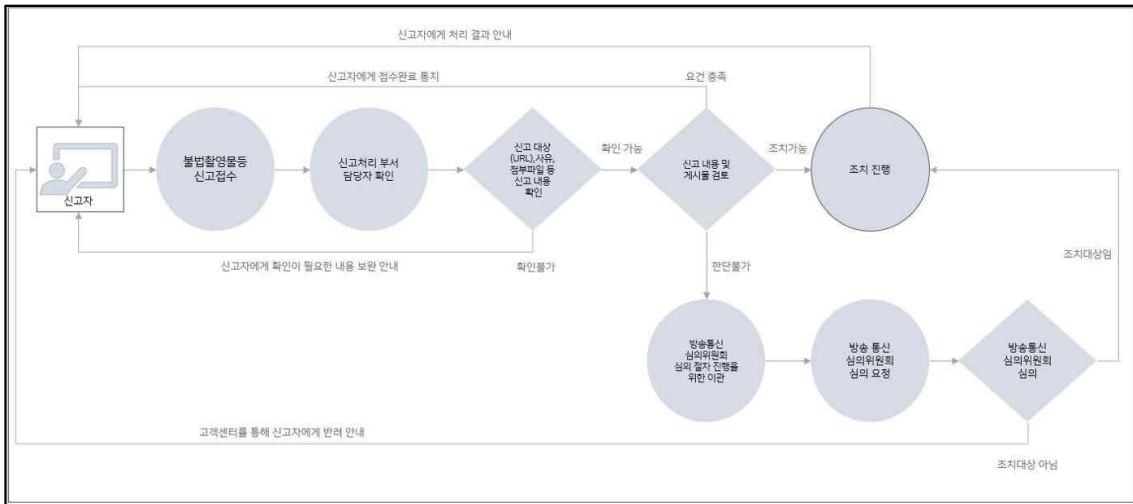 신고자에게 처리 결과 안내
신고자에게 접수완료 통지
요건 충족
신고자
불법촬영물등
신고접수
신고처리 부서
담당자 확인
신고 대상
(URL),사유,
첨부파일 등
신고 내용
확인
확인 가능
신고 내용 및
게시물 검토
조치가능
조치 진행
신고자에게 확인이 필요한 내용 보완 안내
확인불가
판단불가
조치대상임
방송통신
심의위원회
심의 절차 진행을
위한 이관
방송 통신
심의위원회
심의 요청
방송통신
심의위원회
심의
고객센터를 통해 신고자에게 반려 안내
조치대상 아님